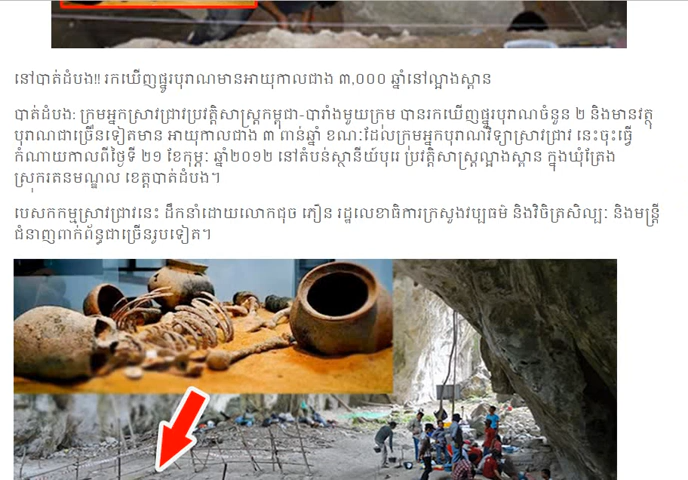 នៅបាត់ដំបង!! រកឃើញផ្នូរបុរាណមានអាយុកាលជាង ៣,០០០ ឆ្នាំនៅល្អាងស្ពាន
បាត់ដំបង: ក្រុមអ្នកស្រាវជ្រាវប្រវត្តិសាស្ត្រកម្ពុជា-បារាំងមួយក្រុម បានរកឃើញផ្នូរបុរាណចំនួន ២ និងមានវត្ថុ
បុរាណជាច្រើនទៀតមាន អាយុកាលជាង ៣ ពាន់ឆ្នាំ ខណៈដែលក្រុមអ្នកបុរាណវិទ្យាស្រាវជ្រាវ នេះចុះធ្វើ
កំណាយកាលពីថ្ងៃទី ២១ ខែកុម្ភៈ ឆ្នាំ២០១២ នៅតំបន់ស្ថានីយ៍បុរេ ប្រវត្តិសាស្ត្រល្អាងស្ពាន ក្នុងឃុំត្រែង
ស្រុករតនមណ្ឌល ខេត្តបាត់ដំបង។
បេសកកម្មស្រាវជ្រាវនេះ ដឹកនាំដោយលោកជុច ភឿន រដ្ឋលេខាធិការក្រសួងវប្បធម៌ និងវិចិត្រសិល្បៈ និងមន្ត្រី
ជំនាញពាក់ព័ន្ធជាច្រើនរូបទៀត។